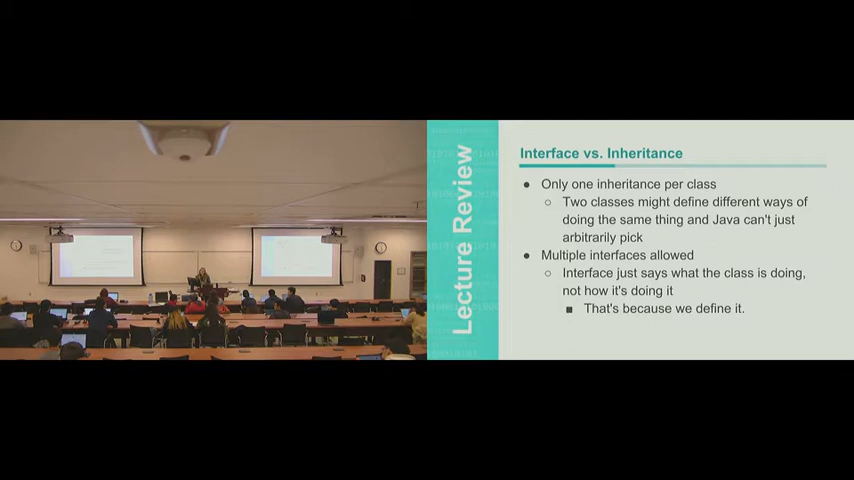 Lecture Review
Interface vs. Inheritance
● Only one inheritance per class
○ Two classes might define different ways of
doing the same thing and Java can't just
arbitrarily pick
● Multiple interfaces allowed
○ Interface just says what the class is doing,
not how it's doing it
■ That's because we define it.